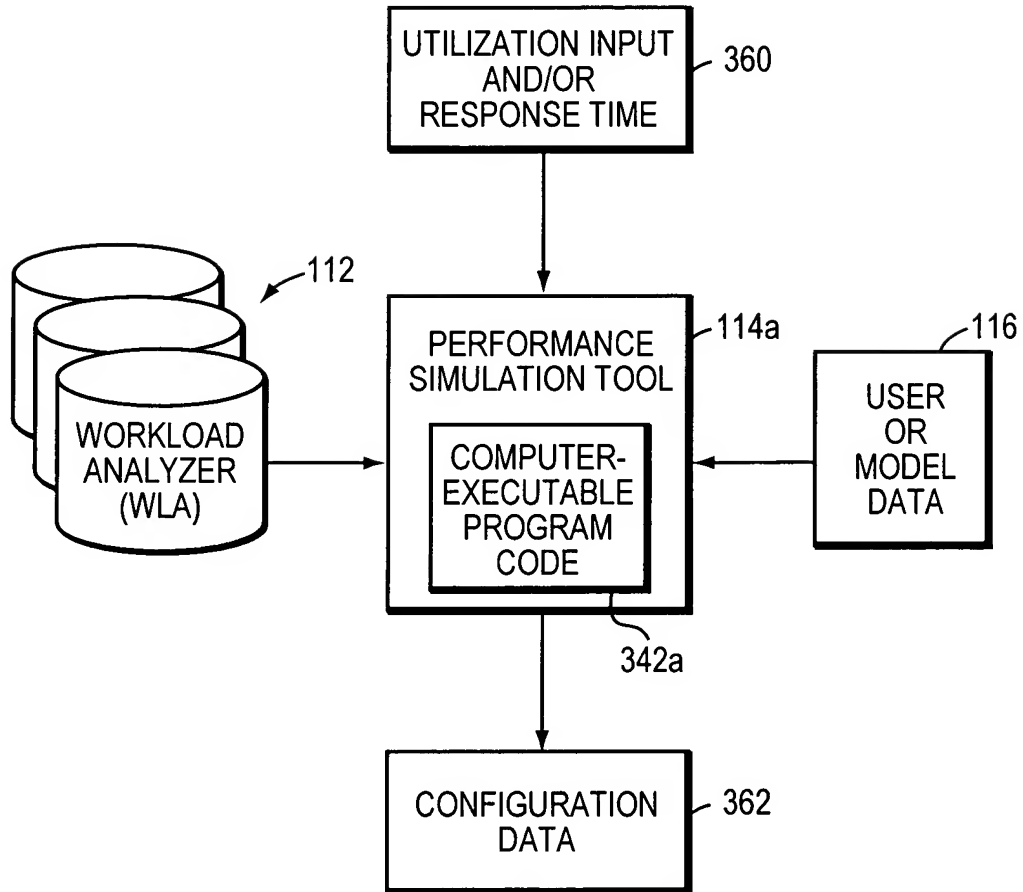 UTILIZATION INPUT
AND/OR
RESPONSE TIME
360
112
WORKLOAD
ANALYZER
(WLA)
PERFORMANCE
SIMULATION TOOL
114a
COMPUTER-
EXECUTABLE
PROGRAM
CODE
342a
116
USER
OR
MODEL
DATA
CONFIGURATION
DATA
362